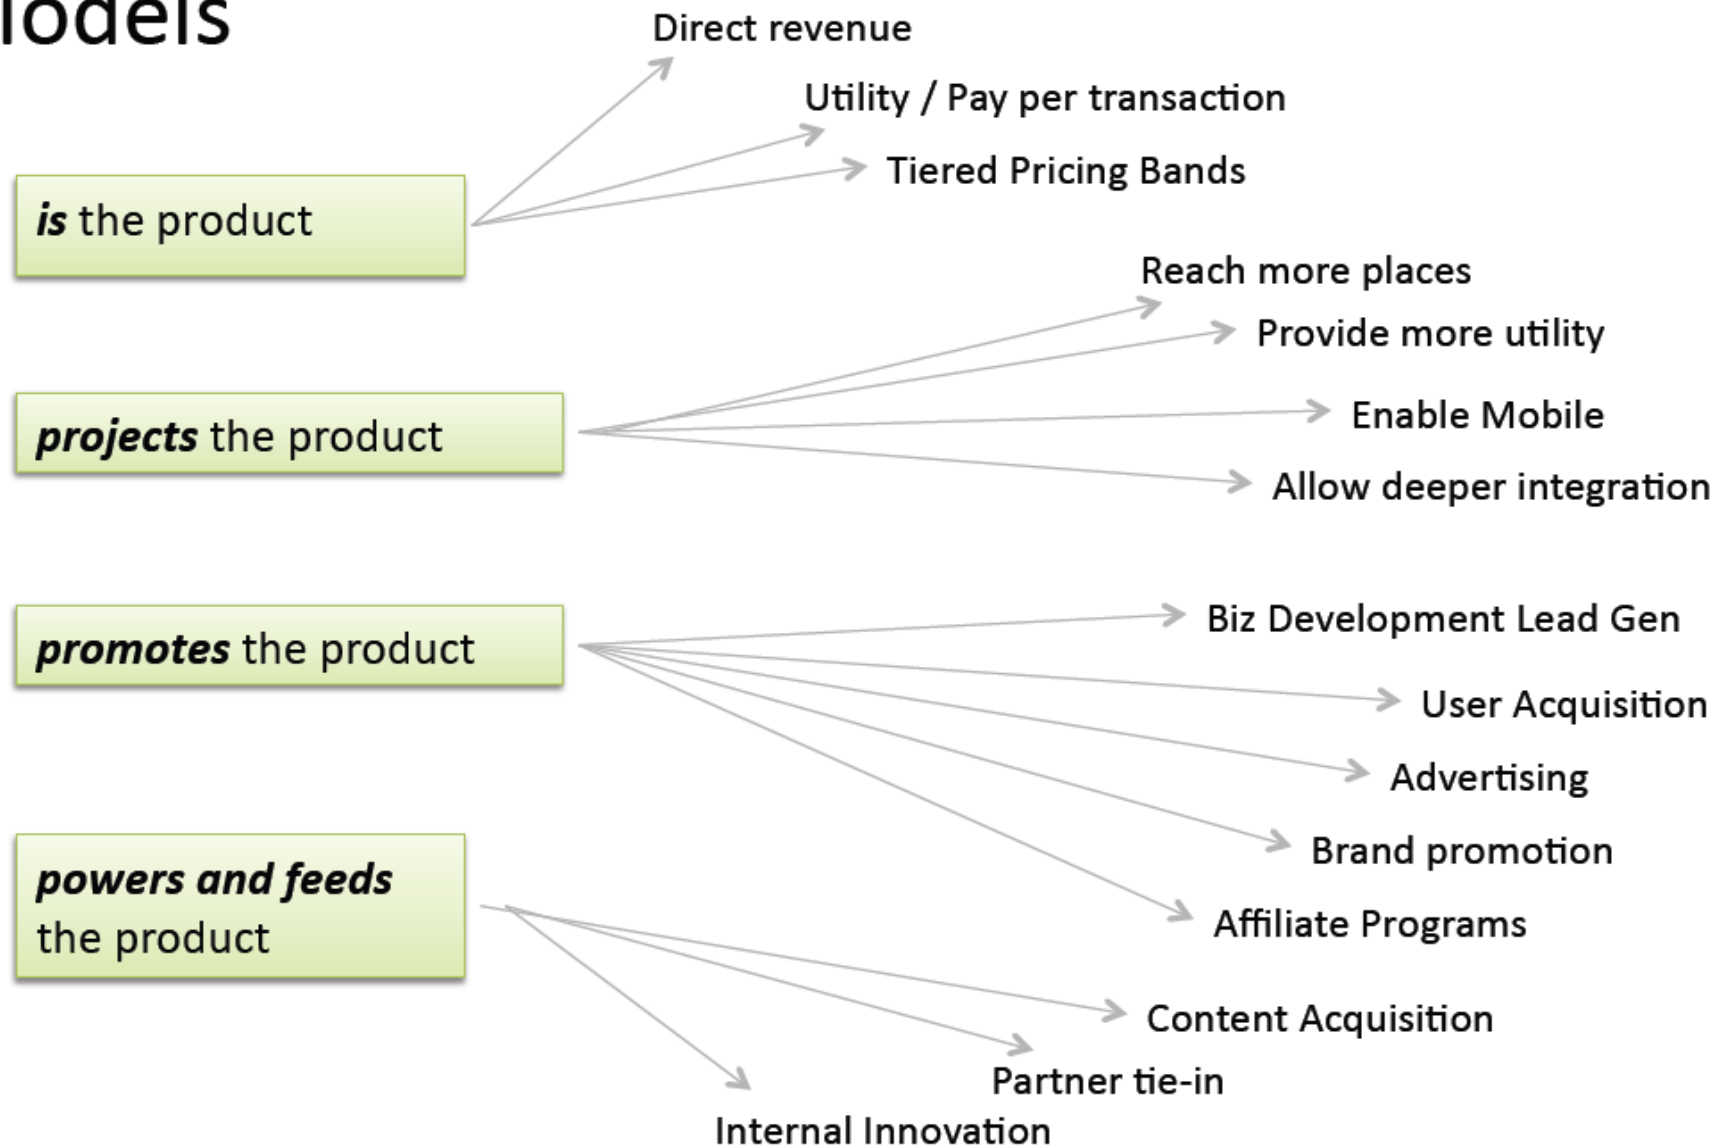 lodels
Direct revenue
Utility / Pay per transaction
Tiered Pricing Bands
is the product
Reach more places
Provide more utility
projects the product
Enable Mobile
Allow deeper integration
promotes the product
Biz Development Lead Gen
User Acquisition
Advertising
Brand promotion
Affiliate Programs
powers and feeds
the product
Content Acquisition
Partner tie-in
Internal Innovation